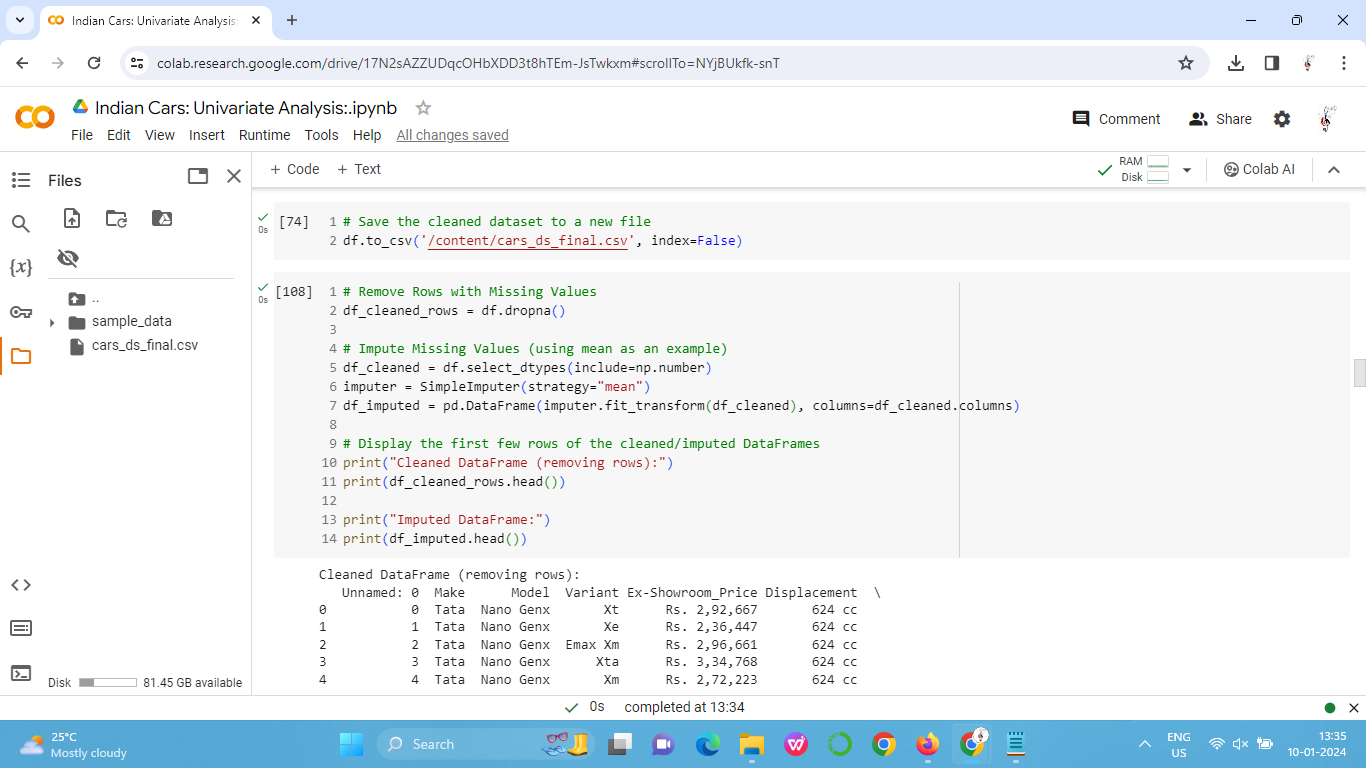 Indian Cars: Univariate Analysis:
colab.research.google.com/drive/17N2sAZZUDqcOHbXDD3t8hTEm-JsTwkxm#scrollTo=NYjBUkfk-snT
Indian Cars: Univariate Analysis:.ipynb
File Edit View Insert Runtime Tools Help All changes saved
Comment Share
Files
+ Code + Text
RAM
Disk
Colab AI
{x}
..
sample_data
cars_ds_final.csv
Disk 81.45 GB available
[74]
0s
1 # Save the cleaned dataset to a new file
2 df.to_csv('/content/cars_ds_final.csv', index=False)
[108]
0s
1 # Remove Rows with Missing Values
2 df_cleaned_rows = df.dropna()
3
4 # Impute Missing Values (using mean as an example)
5 df_cleaned = df.select_dtypes(include=np.number)
6 imputer = SimpleImputer(strategy="mean")
7 df_imputed = pd.DataFrame(imputer.fit_transform(df_cleaned), columns=df_cleaned.columns)
8
9 # Display the first few rows of the cleaned/imputed DataFrames
10 print("Cleaned DataFrame (removing rows):")
11 print(df_cleaned_rows.head())
12
13 print("Imputed DataFrame:")
14 print(df_imputed.head())
Cleaned DataFrame (removing rows):
Unnamed: 0 Make Model Variant Ex-Showroom_Price Displacement \
0 0 Tata Nano Genx Xt Rs. 2,92,667 624 cc
1 1 Tata Nano Genx Xe Rs. 2,36,447 624 cc
2 2 Tata Nano Genx Emax Xm Rs. 2,96,661 624 cc
3 3 Tata Nano Genx Xta Rs. 3,34,768 624 cc
4 4 Tata Nano Genx Xm Rs. 2,72,223 624 cc
0s completed at 13:34
25°C
Mostly cloudy
Search
ENG
US
13:35
10-01-2024